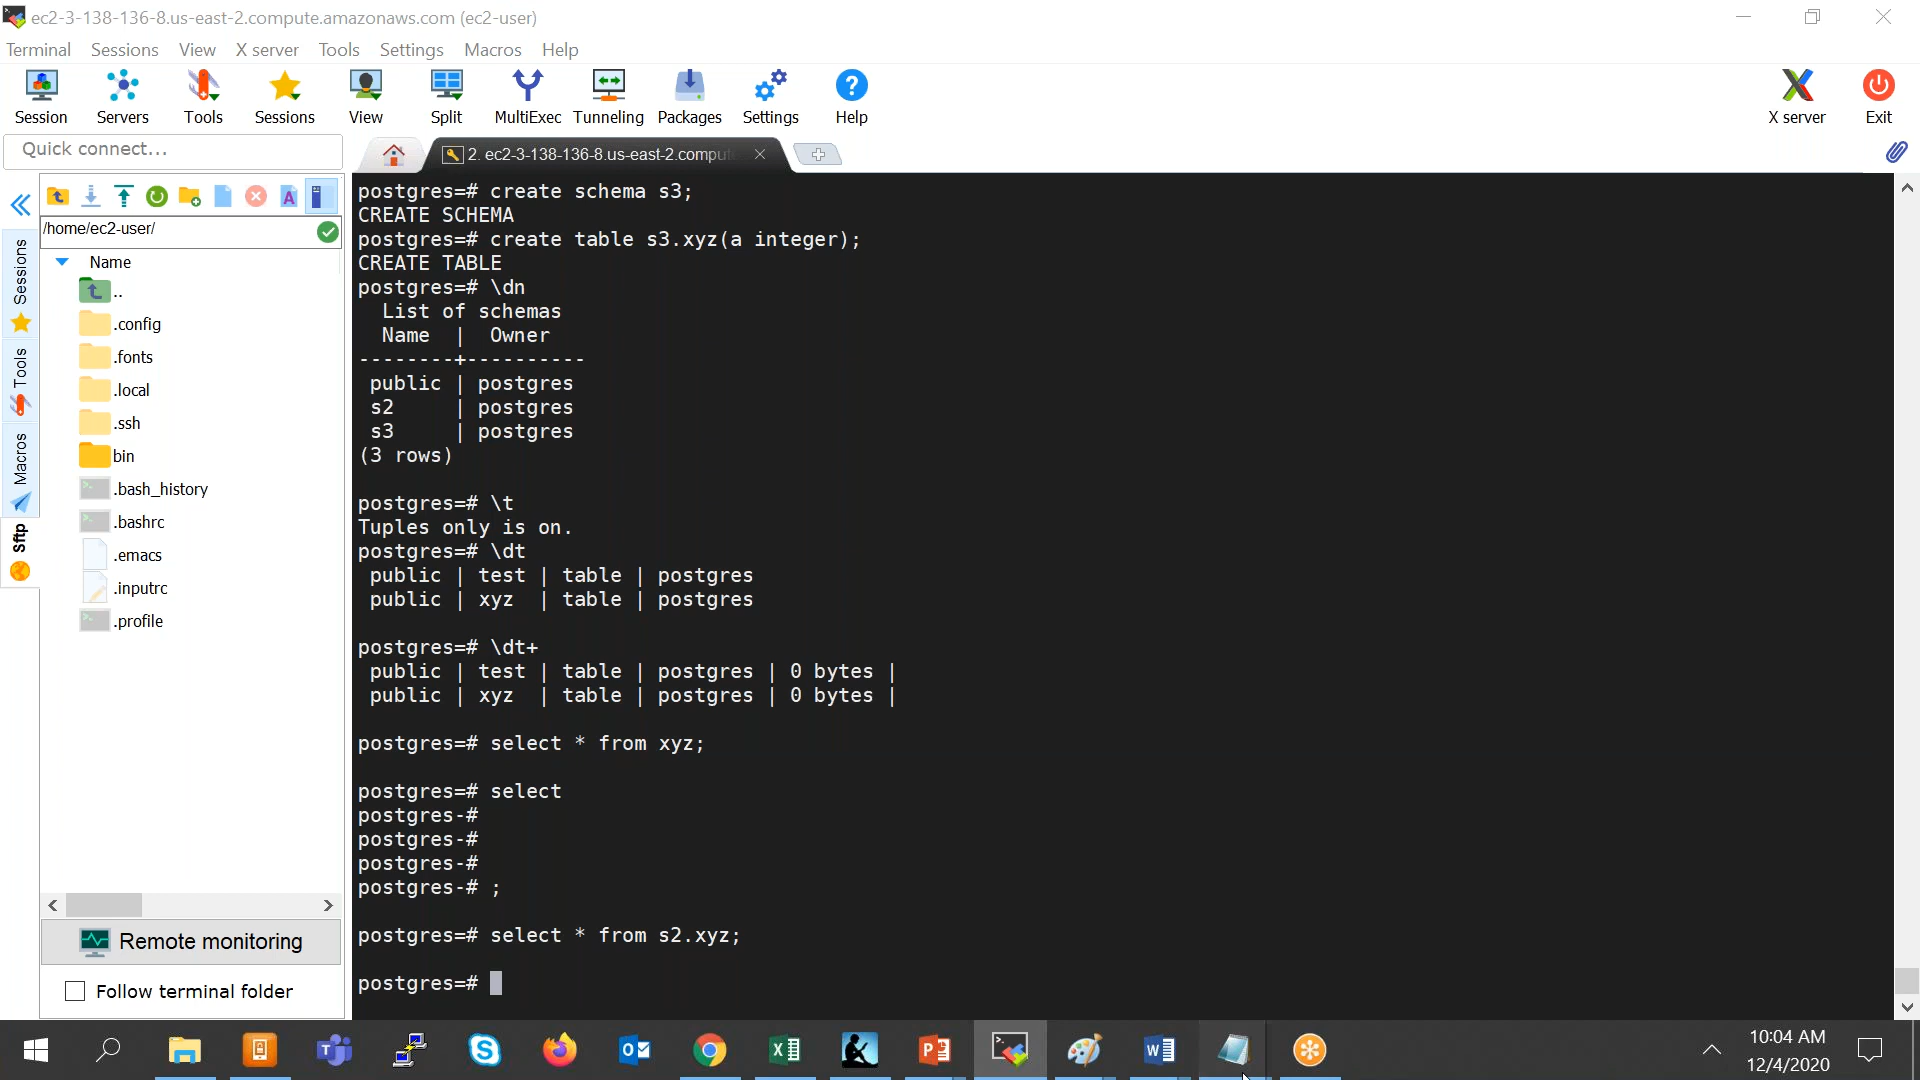 ec2-3-138-136-8.us-east-2.compute.amazonaws.com (ec2-user)
Terminal Sessions View X server Tools Settings Macros Help
Session Servers Tools Sessions View Split MultiExec Tunneling Packages Settings Help X server Exit
Quick connect...
2. ec2-3-138-136-8.us-east-2.comput
/home/ec2-user/
Name
..
.config
.fonts
.local
.ssh
bin
.bash_history
.bashrc
.emacs
.inputrc
.profile
Sessions
Tools
Macros
Sftp
Remote monitoring
Follow terminal folder
postgres=# create schema s3;
CREATE SCHEMA
postgres=# create table s3.xyz(a integer);
CREATE TABLE
postgres=# \dn
List of schemas
Name | Owner
--------+----------
public | postgres
s2 | postgres
s3 | postgres
(3 rows)
postgres=# \t
Tuples only is on.
postgres=# \dt
public | test | table | postgres
public | xyz | table | postgres
postgres=# \dt+
public | test | table | postgres | 0 bytes |
public | xyz | table | postgres | 0 bytes |
postgres=# select * from xyz;
postgres=# select
postgres-#
postgres-#
postgres-#
postgres-# ;
postgres=# select * from s2.xyz;
postgres=#
10:04 AM
12/4/2020